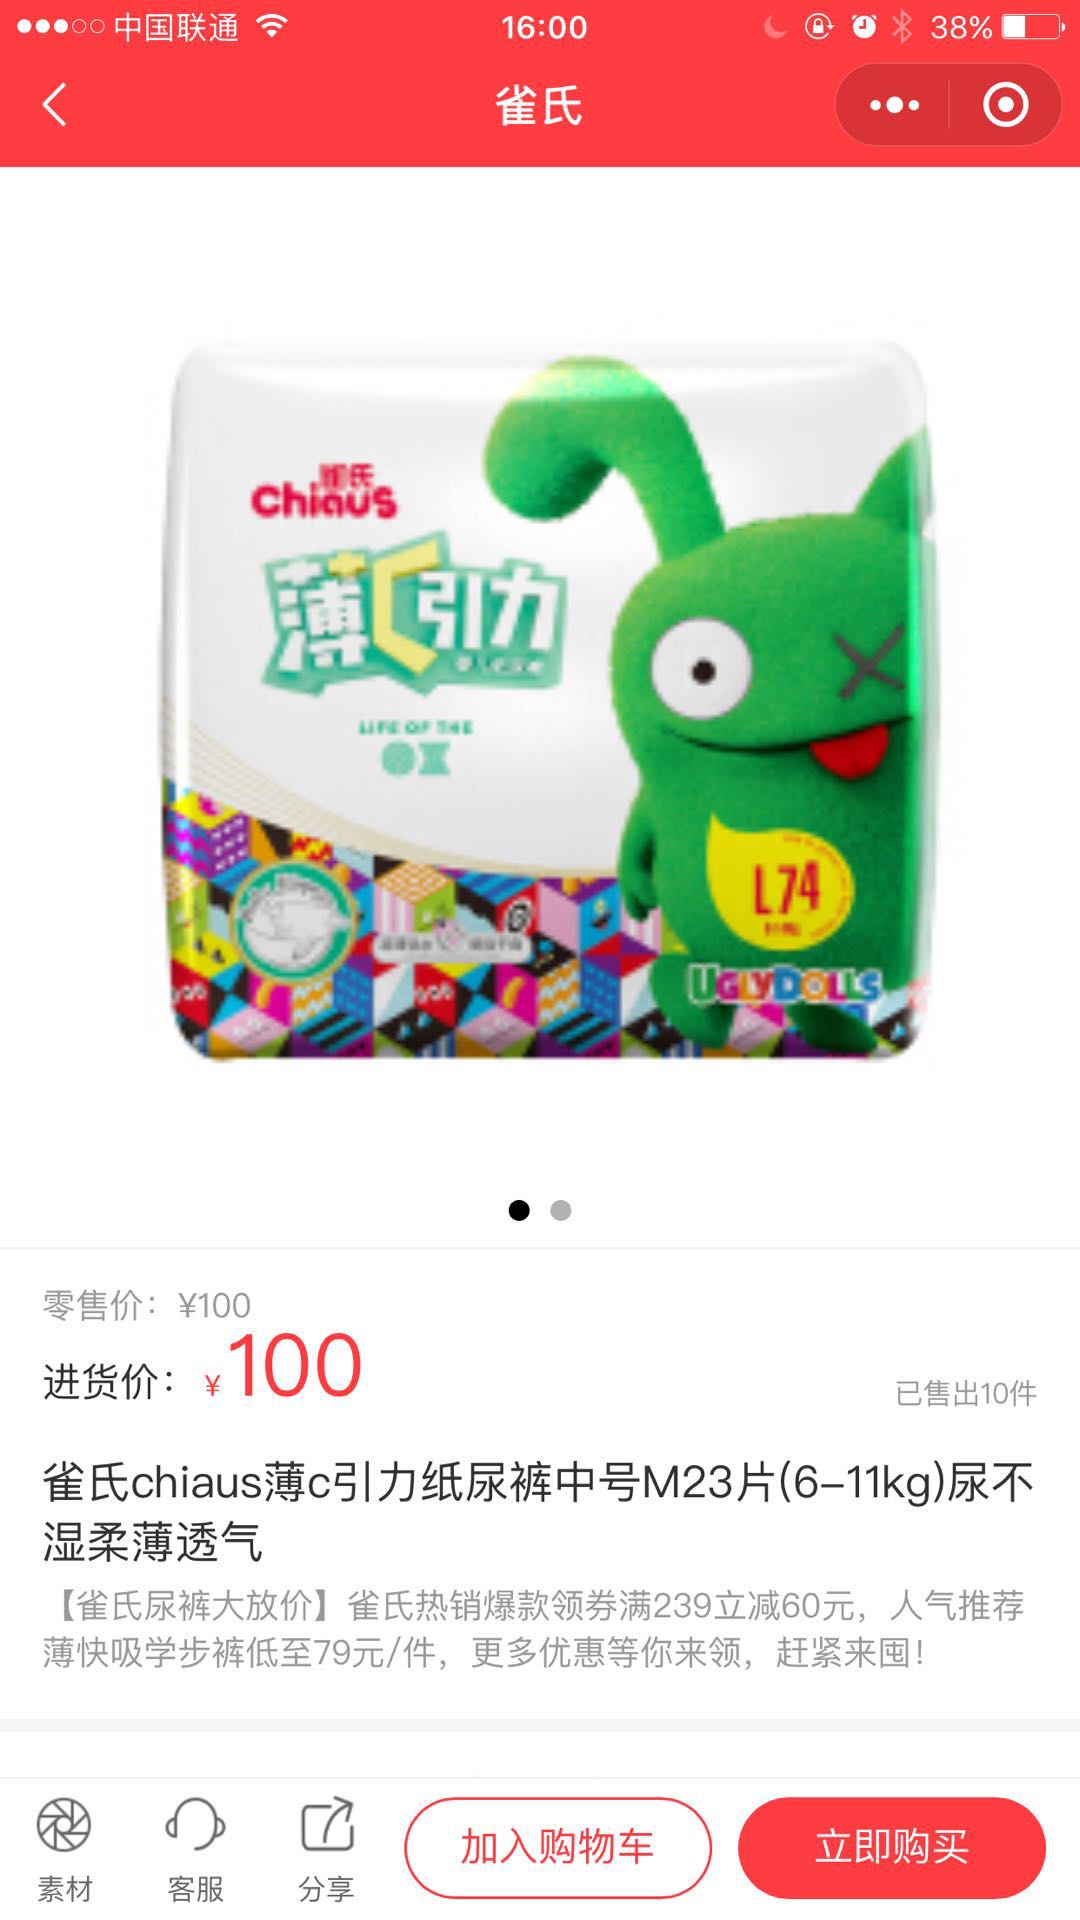 中国联通
16:00
38%
雀氏
雀氏
Chiaus
薄C引力
LIFE OF THE
OX
L74
UGLYDOLLS
零售价：¥100
进货价：¥100
已售出10件
雀氏chiaus薄c引力纸尿裤中号M23片(6-11kg)尿不
湿柔薄透气
【雀氏尿裤大放价】雀氏热销爆款领券满239立减60元，人气推荐
薄快吸学步裤低至79元/件，更多优惠等你来领，赶紧来囤！
素材
客服
分享
加入购物车
立即购买